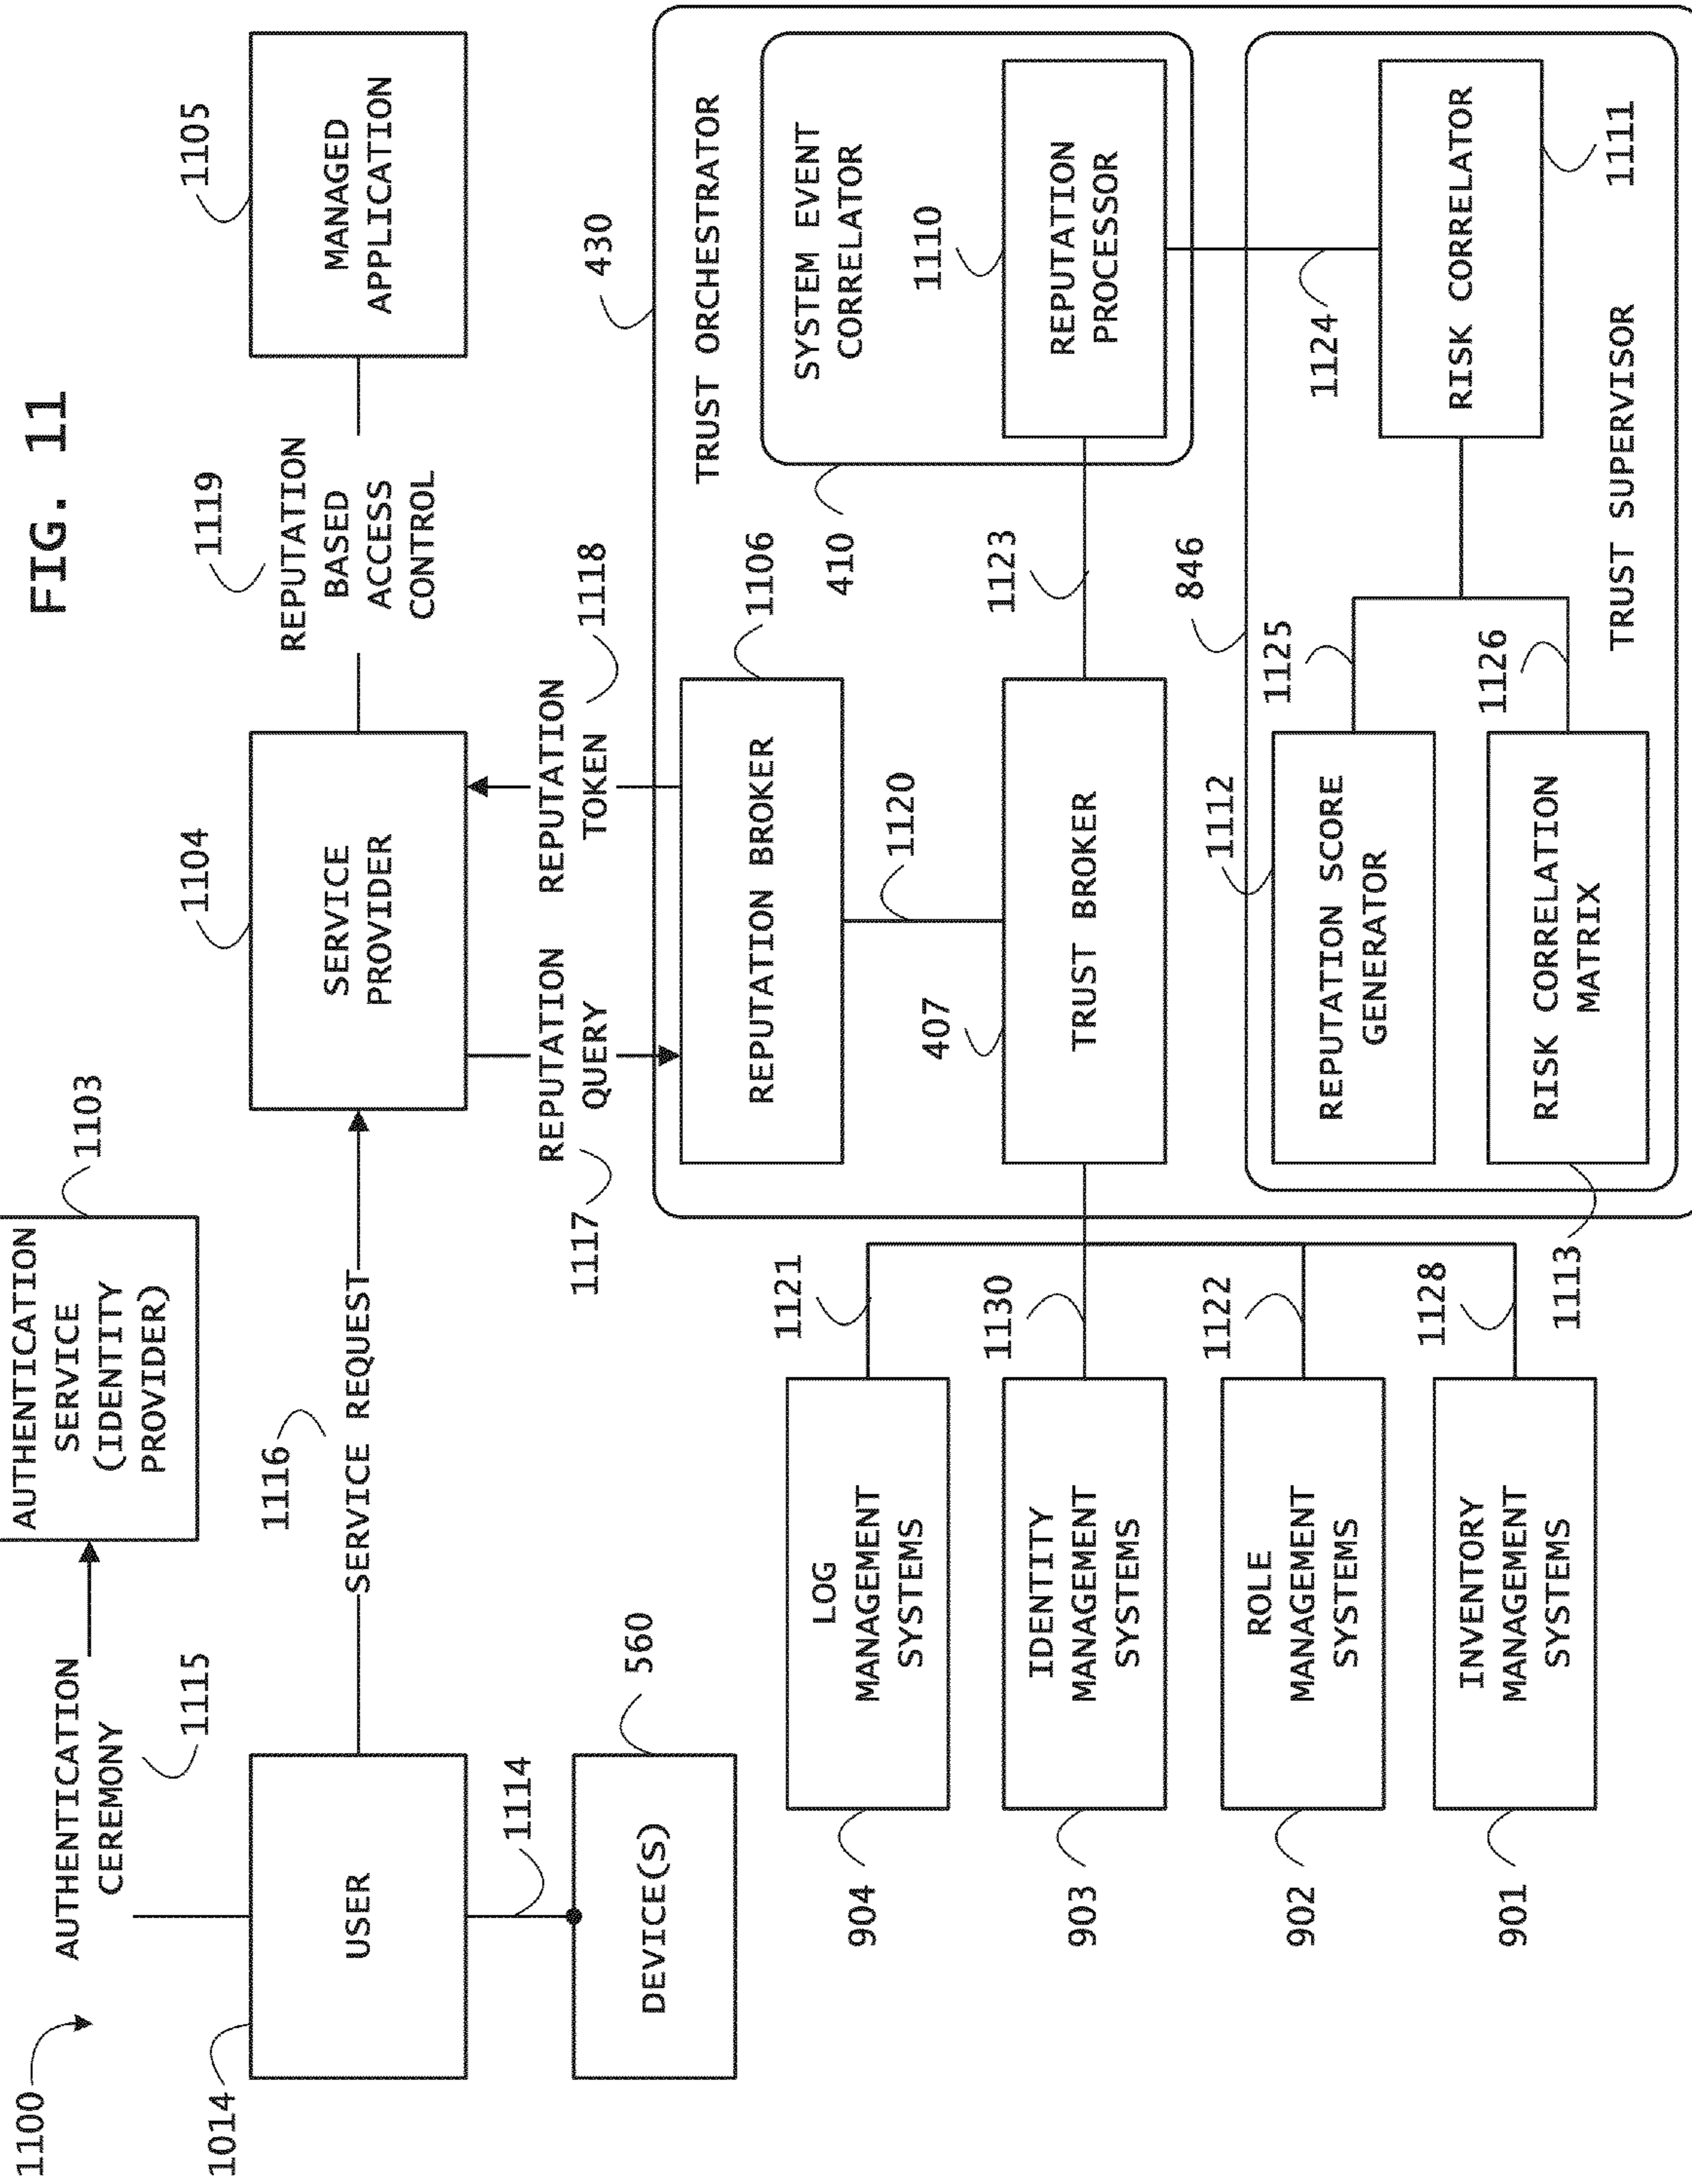 FIG. 11
1100
AUTHENTICATION
CEREMONY
1115
AUTHENTICATION
SERVICE
(IDENTITY
PROVIDER)
1103
1014
USER
1116
SERVICE REQUEST
1104
SERVICE
PROVIDER
1119
REPUTATION
BASED
ACCESS
CONTROL
1105
MANAGED
APPLICATION
1114
DEVICE(S)
560
1117
REPUTATION
QUERY
REPUTATION
TOKEN
1118
430
TRUST ORCHESTRATOR
REPUTATION BROKER
1106
410
SYSTEM EVENT
CORRELATOR
1110
REPUTATION
PROCESSOR
1120
407
TRUST BROKER
1123
904
LOG
MANAGEMENT
SYSTEMS
1121
903
IDENTITY
MANAGEMENT
SYSTEMS
1130
902
ROLE
MANAGEMENT
SYSTEMS
1122
901
INVENTORY
MANAGEMENT
SYSTEMS
1128
846
1112
REPUTATION SCORE
GENERATOR
1125
1124
RISK CORRELATOR
1111
1113
RISK CORRELATION
MATRIX
1126
TRUST SUPERVISOR